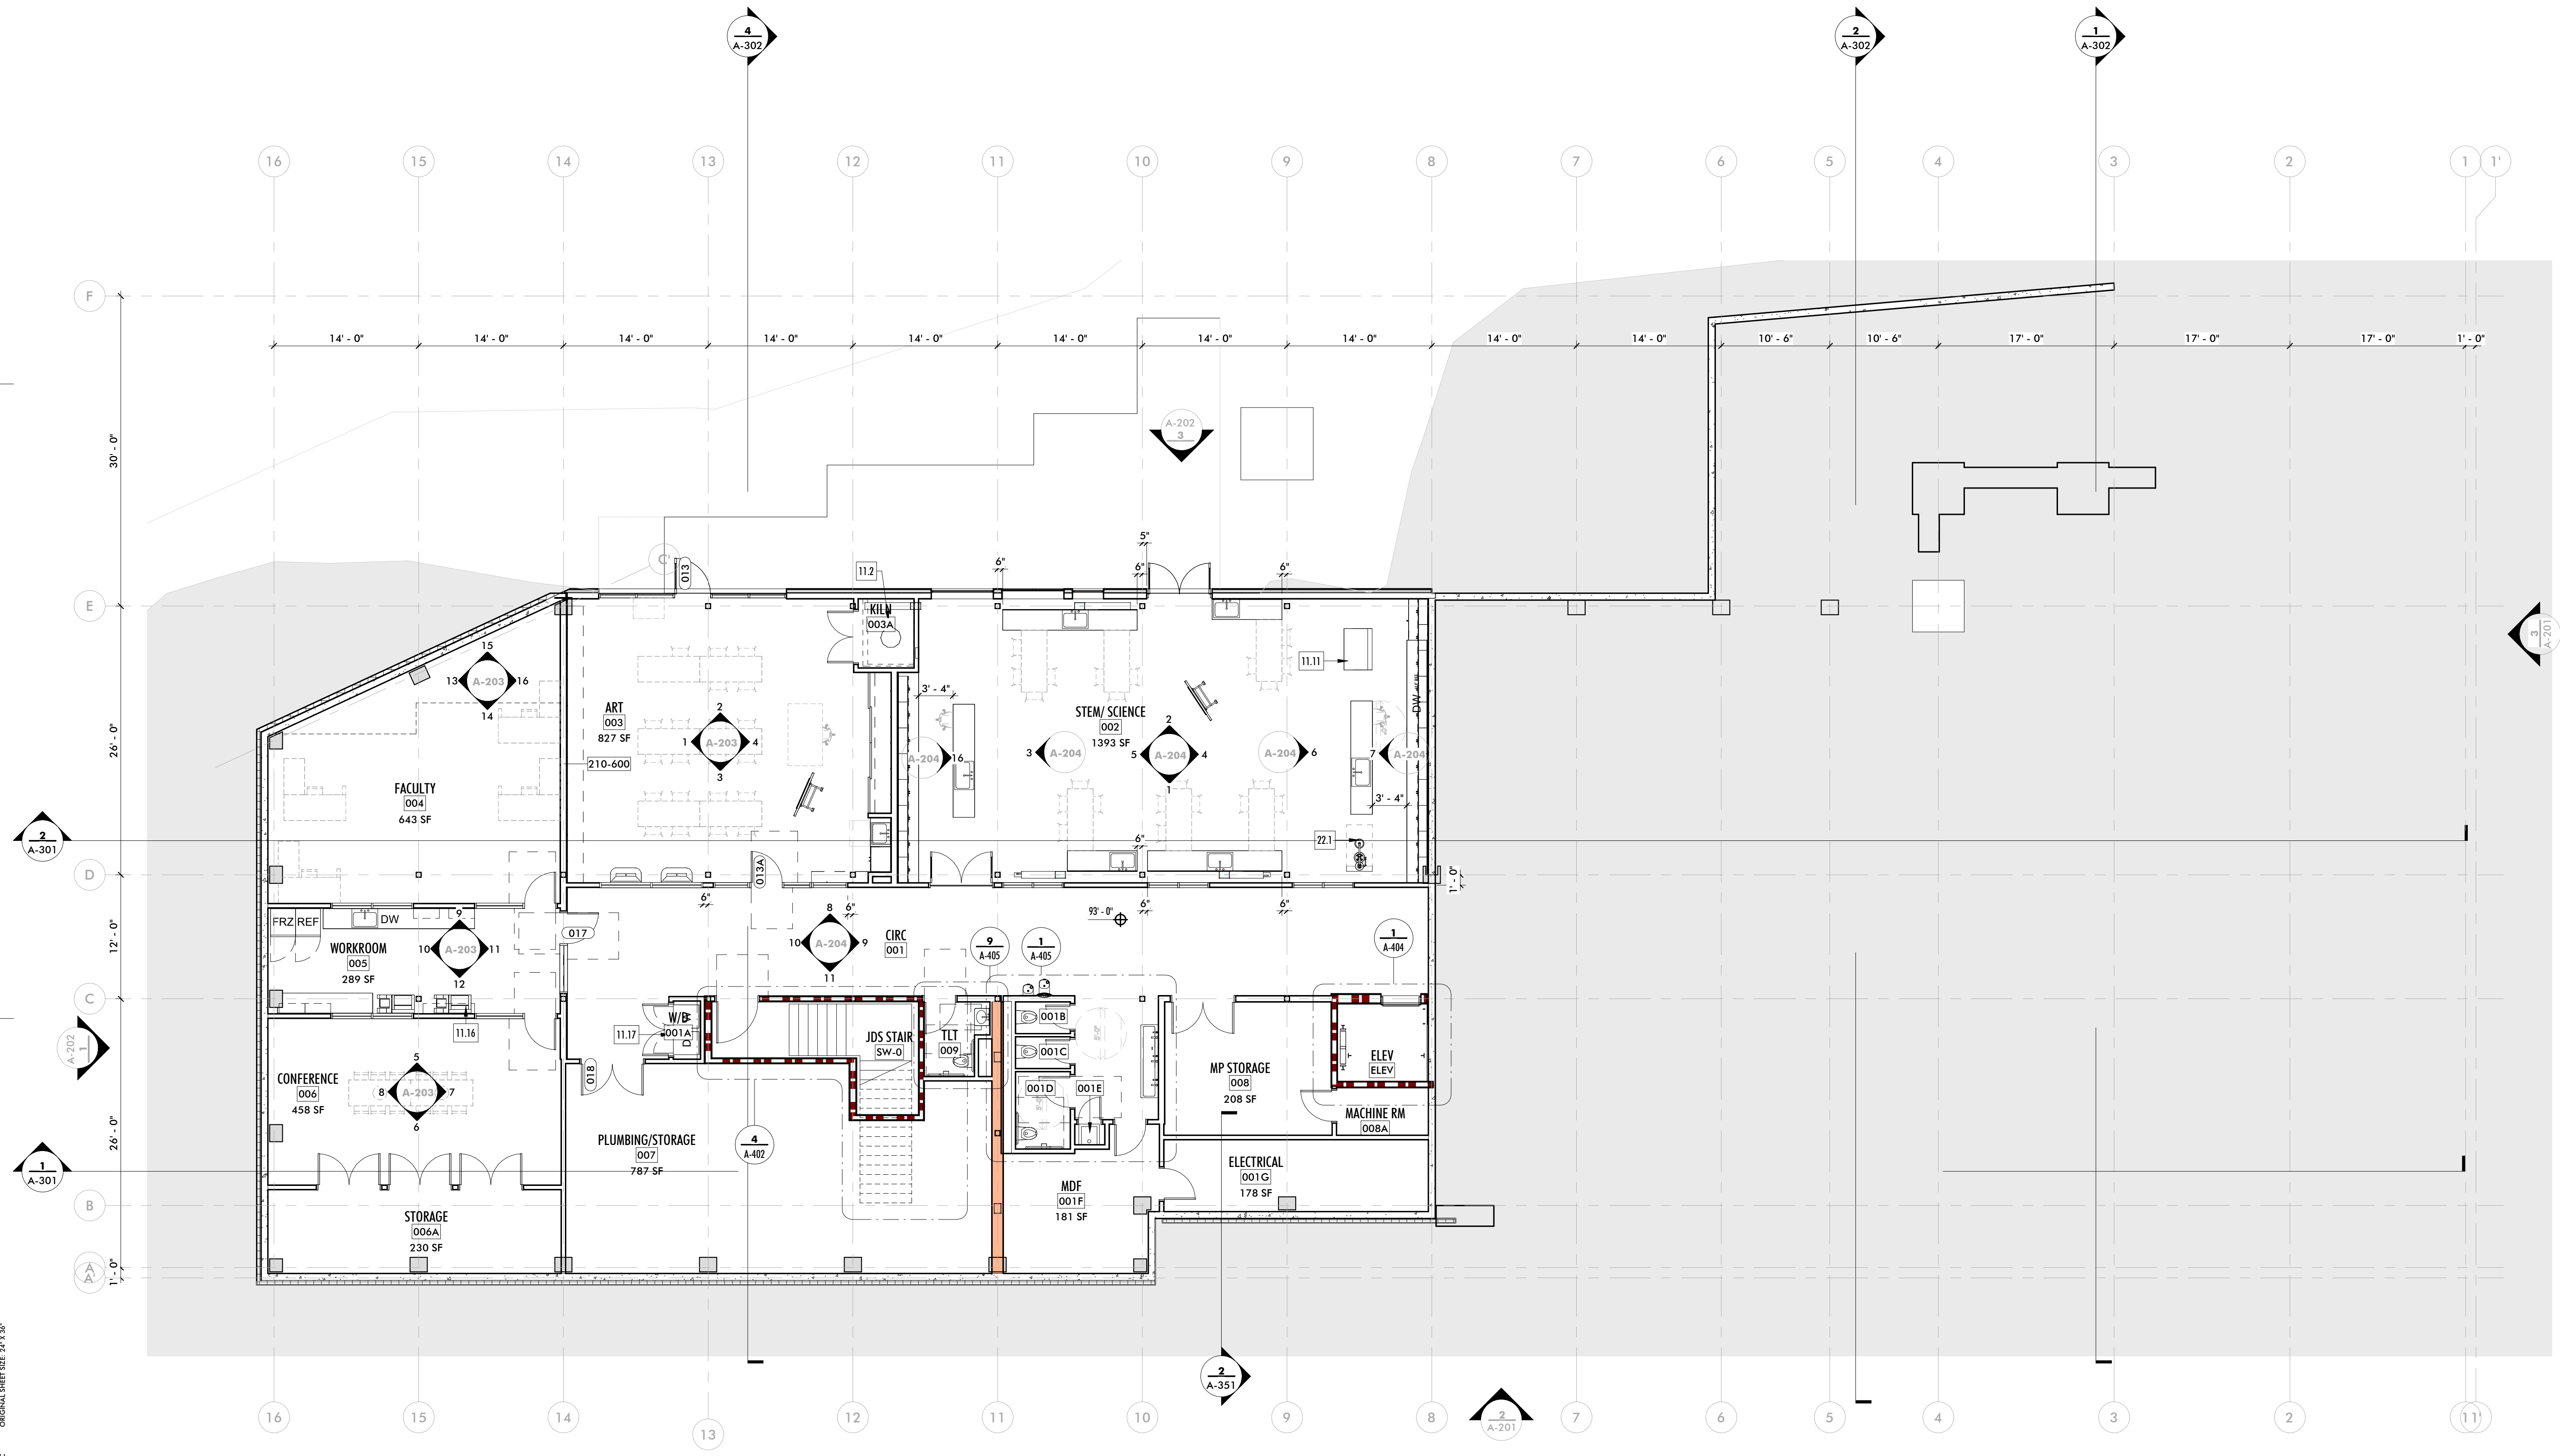 4
A-302
2
A-302
1
A-302
16
15
14
13
12
11
10
9
8
7
6
5
4
3
2
1
1'
F
14' - 0"
14' - 0"
14' - 0"
14' - 0"
14' - 0"
14' - 0"
14' - 0"
14' - 0"
14' - 0"
14' - 0"
10' - 6"
10' - 6"
17' - 0"
17' - 0"
17' - 0"
1' - 0"
30' - 0"
A-202
3
5"
C'
013
11.2
6"
6"
6"
E
KILN
003A
3
A-201
15
13
A-203
16
14
11.11
3' - 4"
ART
003
827 SF
2
1
A-203
4
3
STEM/ SCIENCE
002
1393 SF
2
5
A-204
4
1
3
A-204
A-204
6
7
A-204
A-204
16
DW
26' - 0"
210-600
FACULTY
004
643 SF
3' - 4"
2
A-301
6"
22.1
013A
D
1' - 0"
6"
6"
6"
6"
93' - 0"
FRZ
REF
DW
9
10
A-203
11
12
017
WORKROOM
005
289 SF
8
10
A-204
9
11
CIRC
001
9
A-405
1
A-405
1
A-404
12' - 0"
C
11.16
11.17
W/D
001A
JDS STAIR
SW-0
TLT
009
001B
001C
001D
001E
A-202
1
CONFERENCE
006
458 SF
5
8
A-203
7
6
018
MP STORAGE
008
208 SF
ELEV
ELEV
MACHINE RM
008A
26' - 0"
PLUMBING/STORAGE
007
787 SF
4
A-402
1
A-301
ELECTRICAL
001G
178 SF
MDF
001F
181 SF
B
STORAGE
006A
230 SF
A
A
1' - 0"
ORIGINAL SHEET SIZE: 24" X 36"
2
A-351
16
15
14
13
12
11
10
9
8
2
A-201
7
6
5
4
3
2
1
1'